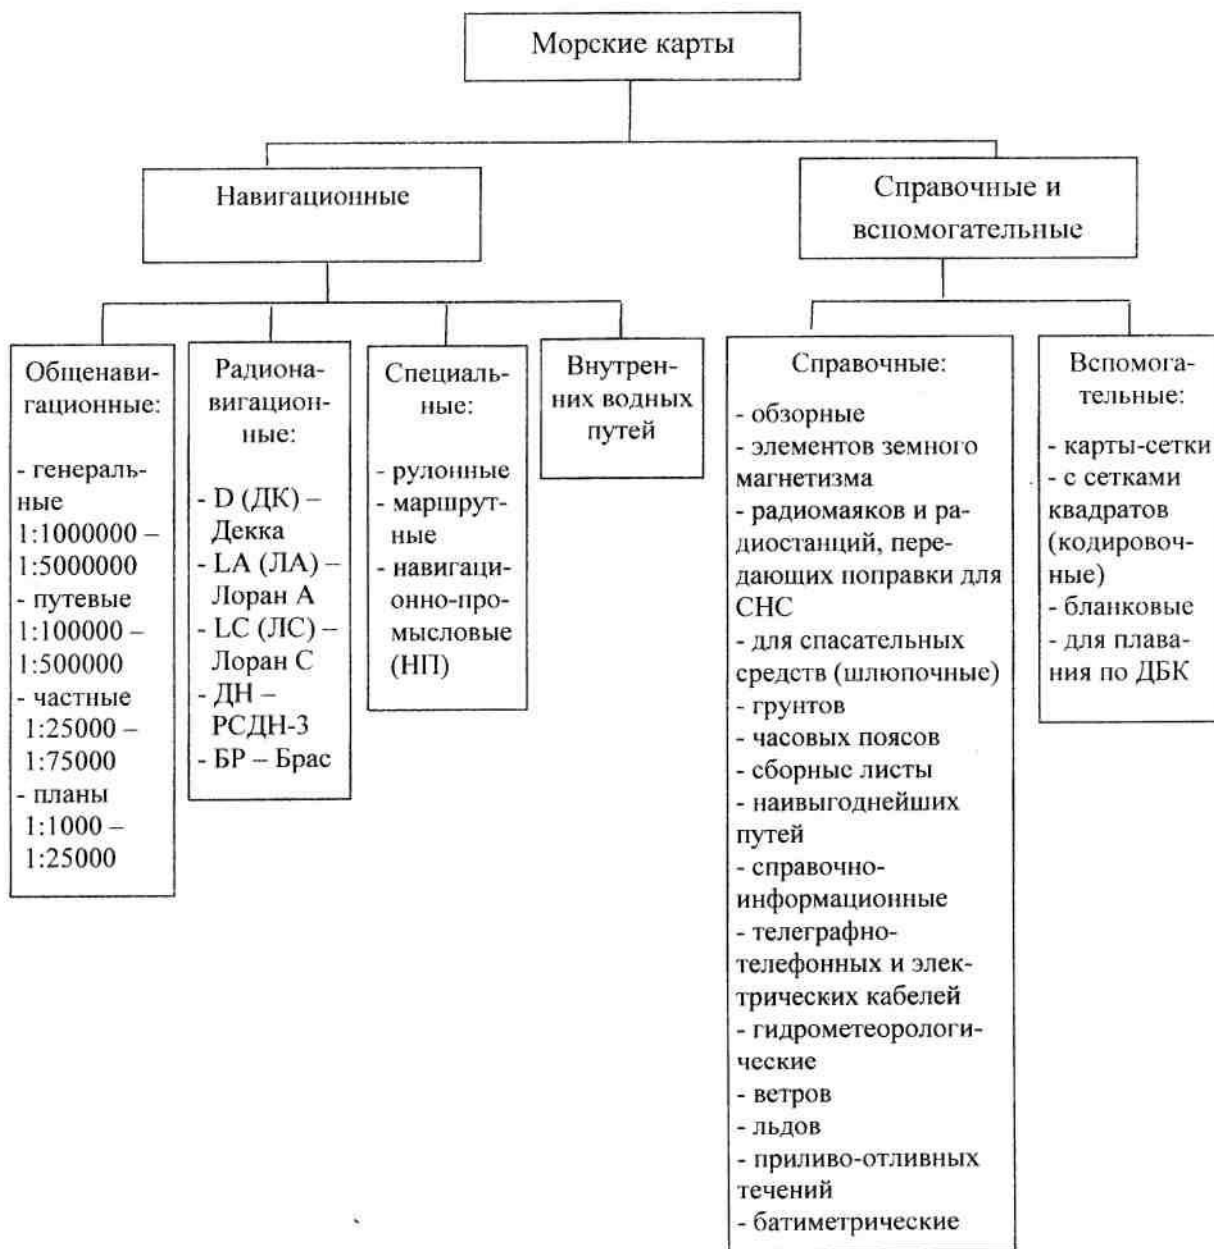 Морские карты
Навигационные
Справочные и
вспомогательные
Общенави-
гационные:
- генераль-
ные
1:1000000 –
1:5000000
- путевые
1:100000 –
1:500000
- частные
1:25000 –
1:75000
- планы
1:1000 –
1:25000
Радиона-
вигацион-
ные:
- D (ДК) –
Декка
- LA (ЛА) –
Лоран А
- LC (ЛС) –
Лоран С
- ДН –
РСДН-3
- БР – Брас
Специаль-
ные:
- рулонные
- маршрут-
ные
- навигаци-
онно-про-
мысловые
(НП)
Внутрен-
них водных
путей
Справочные:
- обзорные
- элементов земного
магнетизма
- радиомаяков и ра-
диостанций, пере-
дающих поправки для
СНС
- для спасательных
средств (шлюпочные)
- грунтов
- часовых поясов
- сборные листы
- наивыгоднейших
путей
- справочно-
информационные
- телеграфно-
телефонных и элек-
трических кабелей
- гидрометеорологи-
ческие
- ветров
- льдов
- приливо-отливных
течений
- батиметрические
Вспомога-
тельные:
- карты-сетки
- с сетками
квадратов
(кодировоч-
ные)
- бланковые
- для плава-
ния по ДБК